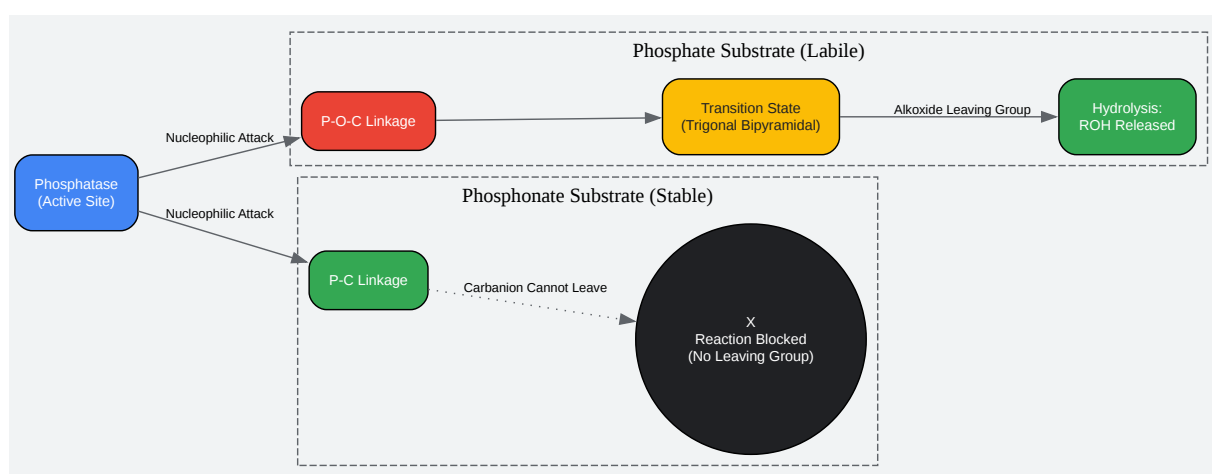 Phosphate Substrate (Labile)
P-O-C Linkage
Transition State
(Trigonal Bipyramidal)
Alkoxide Leaving Group
Hydrolysis:
ROH Released
Nucleophilic Attack
Phosphatase
(Active Site)
Nucleophilic Attack
Phosphonate Substrate (Stable)
P-C Linkage
Carbanion Cannot Leave
X
Reaction Blocked
(No Leaving Group)